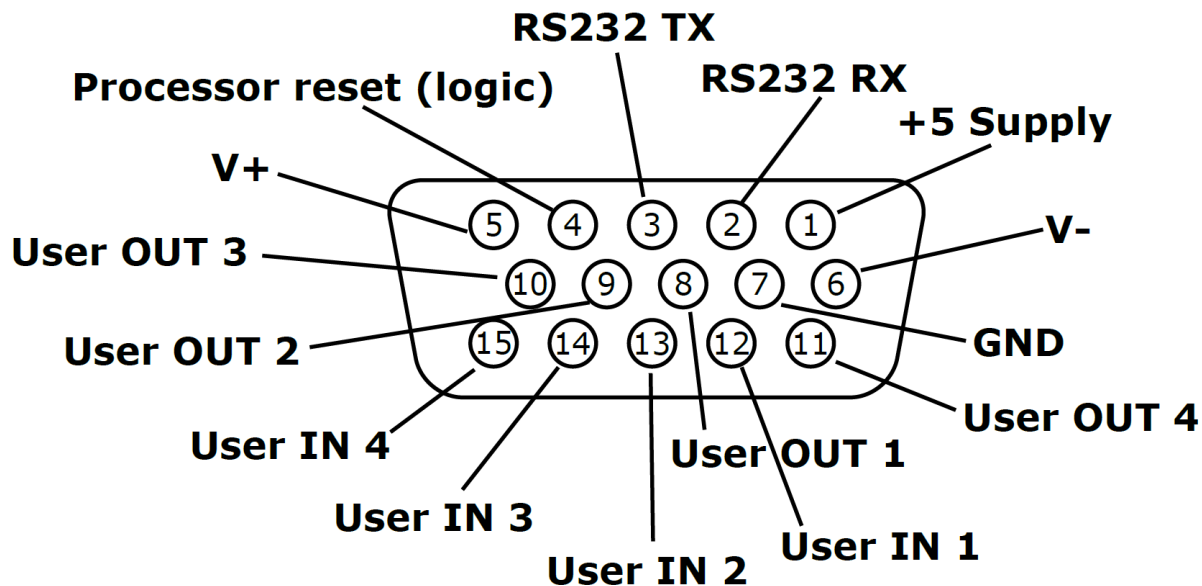 RS232 TX
RS232 RX
Processor reset (logic)
+5 Supply
V+
5 4 3 2 1
V-
User OUT 3
10 9 8 7 6
User OUT 2
15 14 13 12 11
GND
User OUT 4
User IN 4
User OUT 1
User IN 3
User IN 1
User IN 2